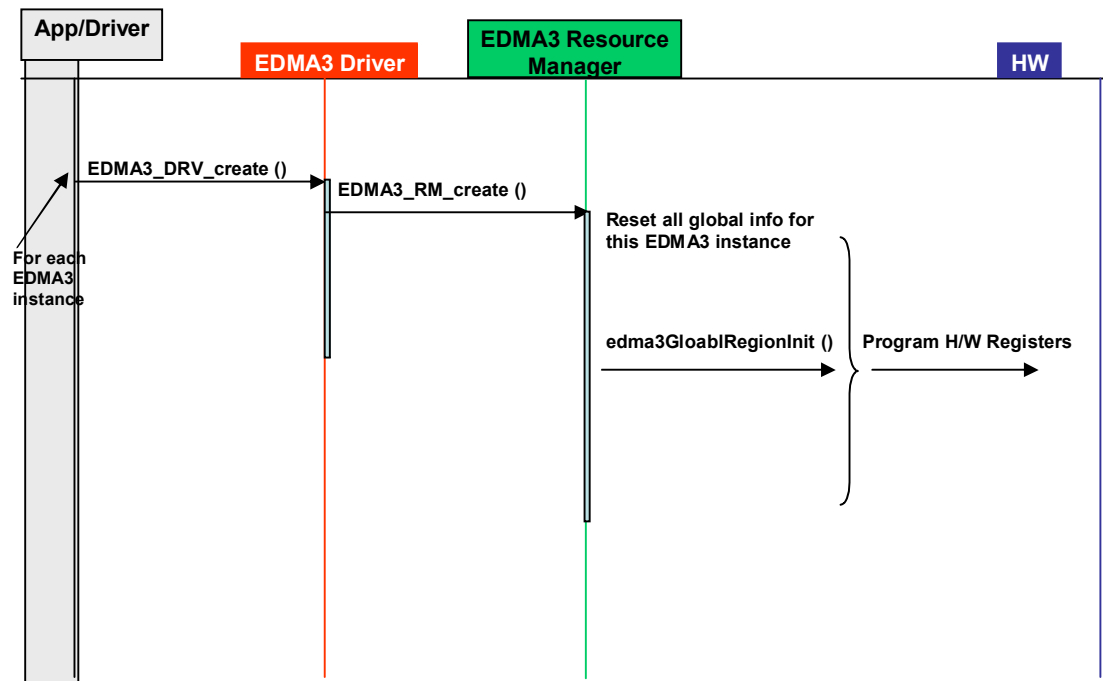 App/Driver
EDMA3 Driver
EDMA3 Resource
Manager
HW
EDMA3_DRV_create ()
EDMA3_RM_create ()
Reset all global info for
this EDMA3 instance
For each
EDMA3
instance
edma3GloablRegionInit ()
Program H/W Registers